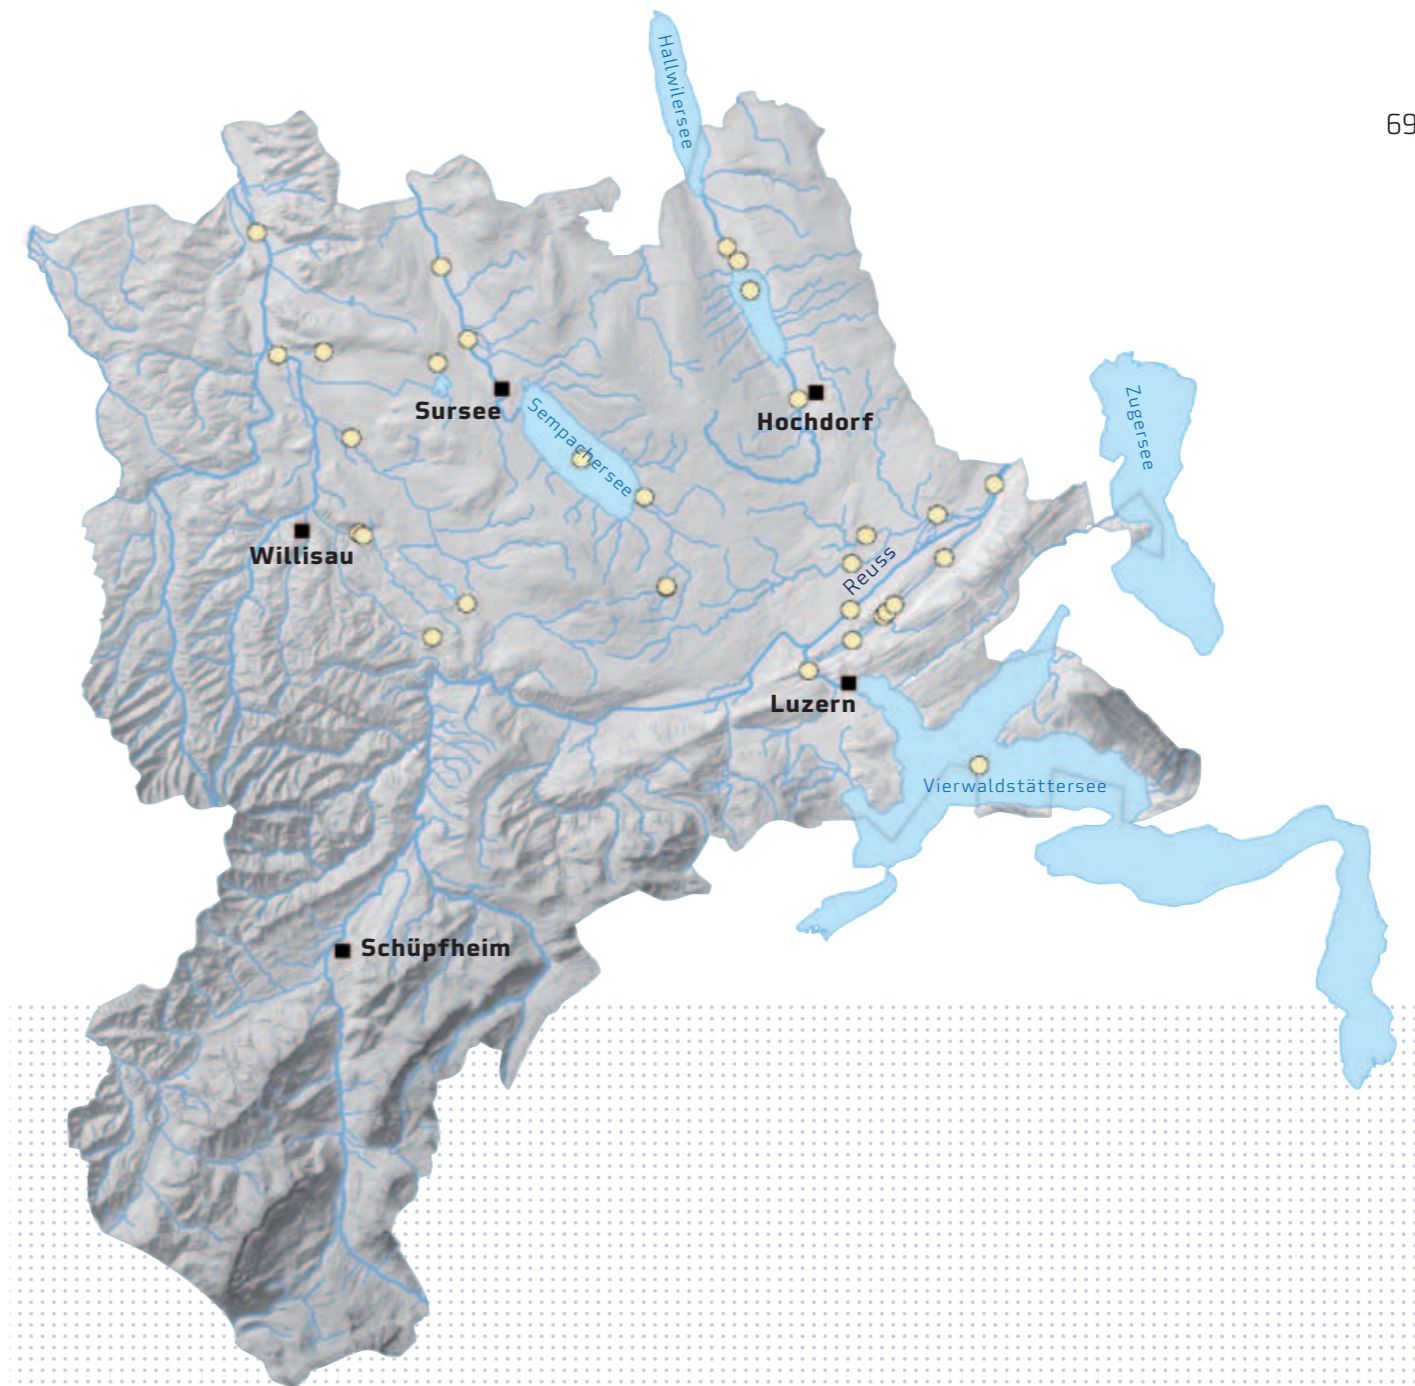 Hallwilersee
69
Zugersee
Sursee
Sempachersee
Hochdorf
Willisau
Reuss
Luzern
Vierwaldstättersee
Schüpfheim